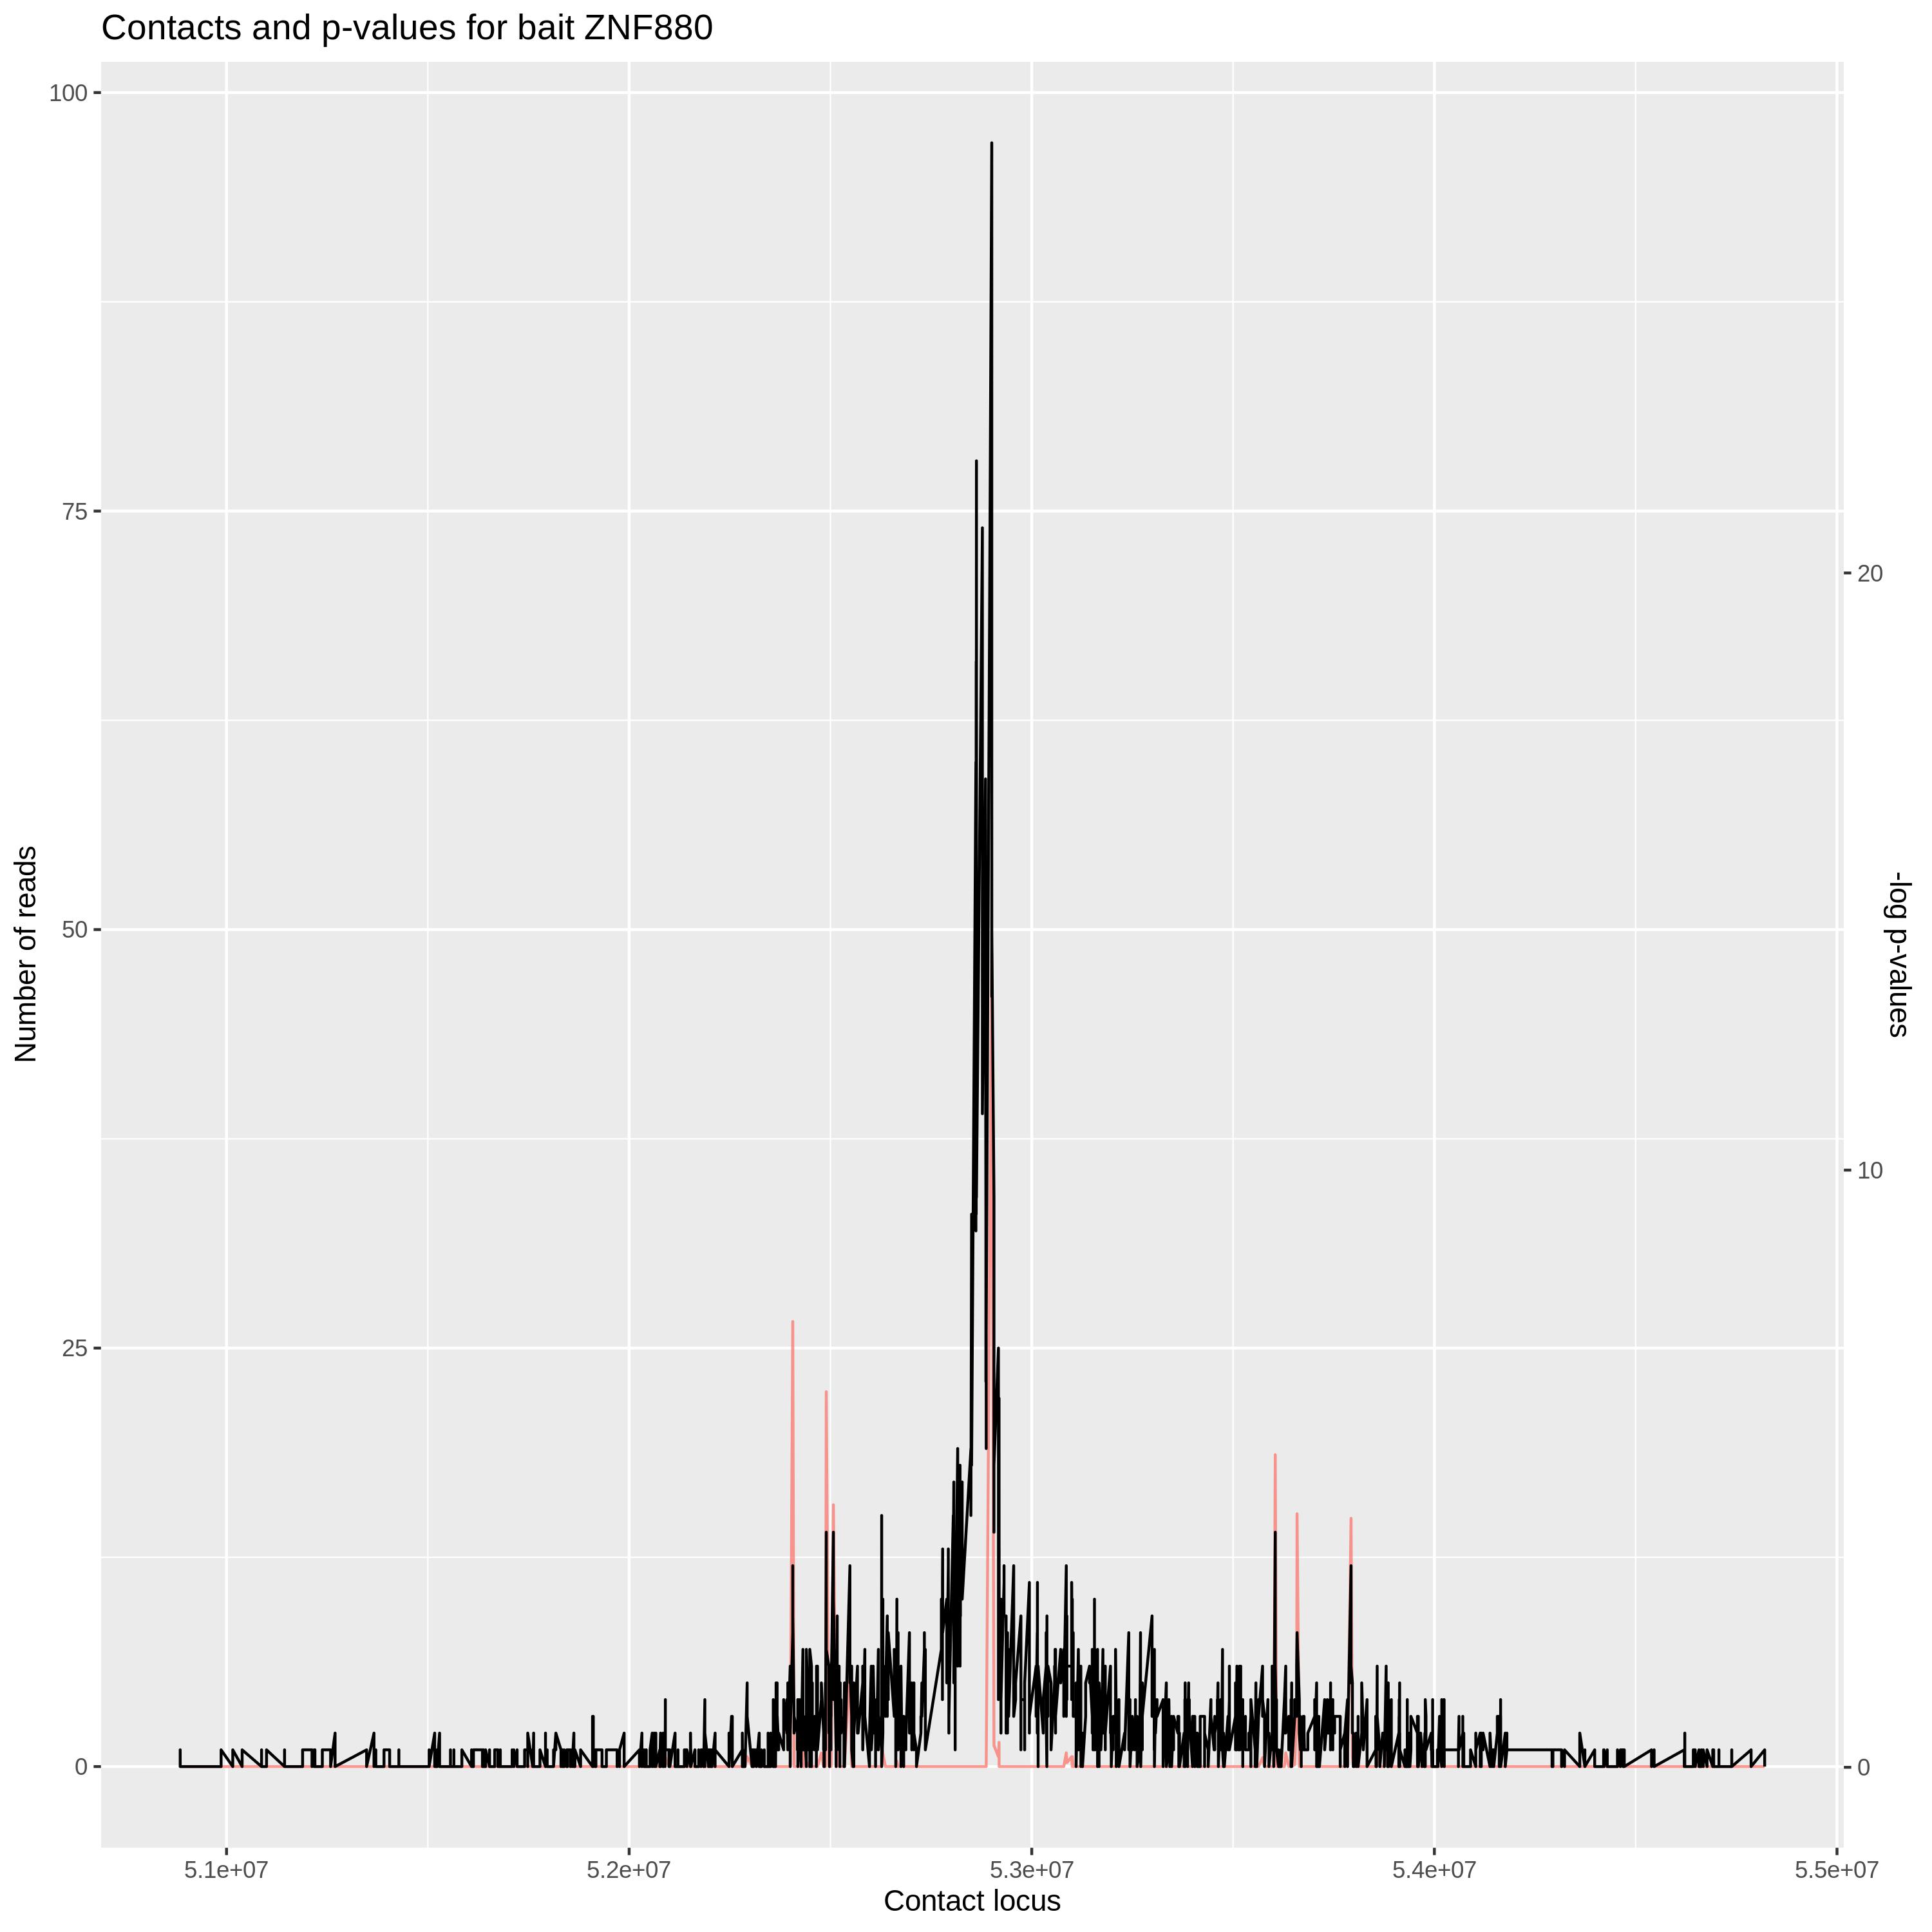 Contacts and p-values for bait ZNF880
100
75
50
25
0
Number of reads
20
10
0
-log p-values
5.1e+07 5.2e+07 5.3e+07 5.4e+07 5.5e+07
Contact locus